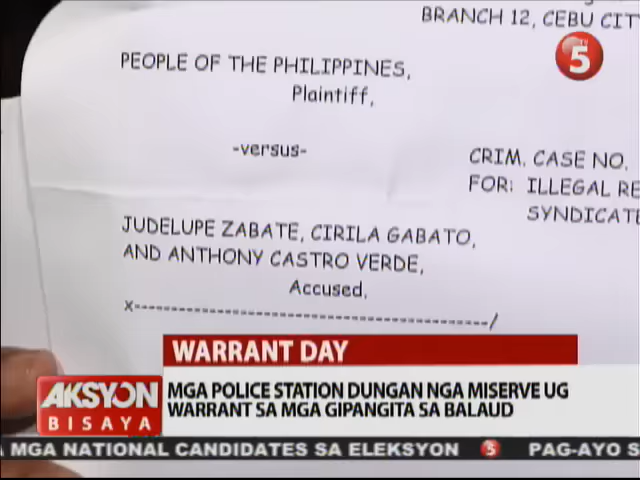 BRANCH 12, CEBU CIT
PEOPLE OF THE PHILIPPINES,
Plaintiff,
-versus-
CRIM. CASE NO.
FOR: ILLEGAL RE
SYNDICATE
JUDELUPE ZABATE, CIRILA GABATO,
AND ANTHONY CASTRO VERDE,
Accused.
x-----------------------------------/
TV5
WARRANT DAY
MGA POLICE STATION DUNGAN NGA MISERVE UG
WARRANT SA MGA GIPANGITA SA BALAUD
AKSYON
BISAYA
A MGA NATIONAL CANDIDATES SA ELEKSYON 5 PAG-AYO S